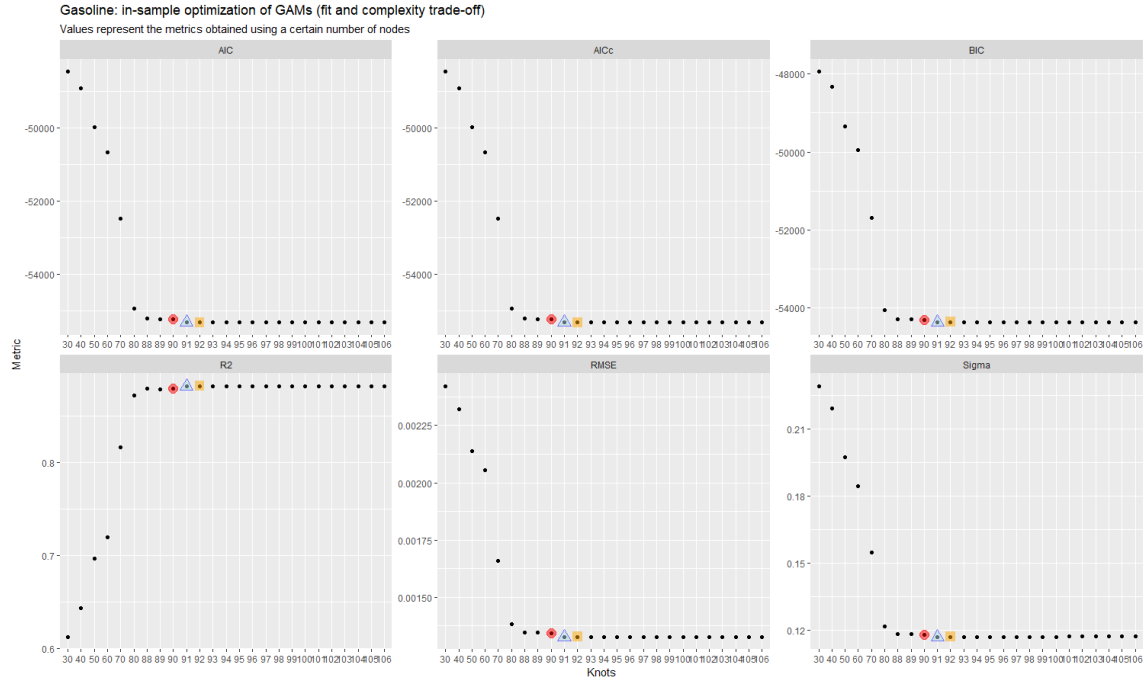 Gasoline: in-sample optimization of GAMs (fit and complexity trade-off)
Values represent the metrics obtained using a certain number of nodes
AIC
AICc
BIC
-50000
-52000
-54000
-50000
-52000
-54000
-48000
-50000
-52000
-54000
30 40 50 60 70 80 88 89 90 91 92 93 94 95 96 97 98 99 100 101 102 103 104 105 106
30 40 50 60 70 80 88 89 90 91 92 93 94 95 96 97 98 99 100 101 102 103 104 105 106
30 40 50 60 70 80 88 89 90 91 92 93 94 95 96 97 98 99 100 101 102 103 104 105 106
Metric
R2
RMSE
Sigma
0.8
0.7
0.6
0.00225
0.00200
0.00175
0.00150
0.21
0.18
0.15
0.12
30 40 50 60 70 80 88 89 90 91 92 93 94 95 96 97 98 99 100 101 102 103 104 105 106
30 40 50 60 70 80 88 89 90 91 92 93 94 95 96 97 98 99 100 101 102 103 104 105 106
30 40 50 60 70 80 88 89 90 91 92 93 94 95 96 97 98 99 100 101 102 103 104 105 106
Knots